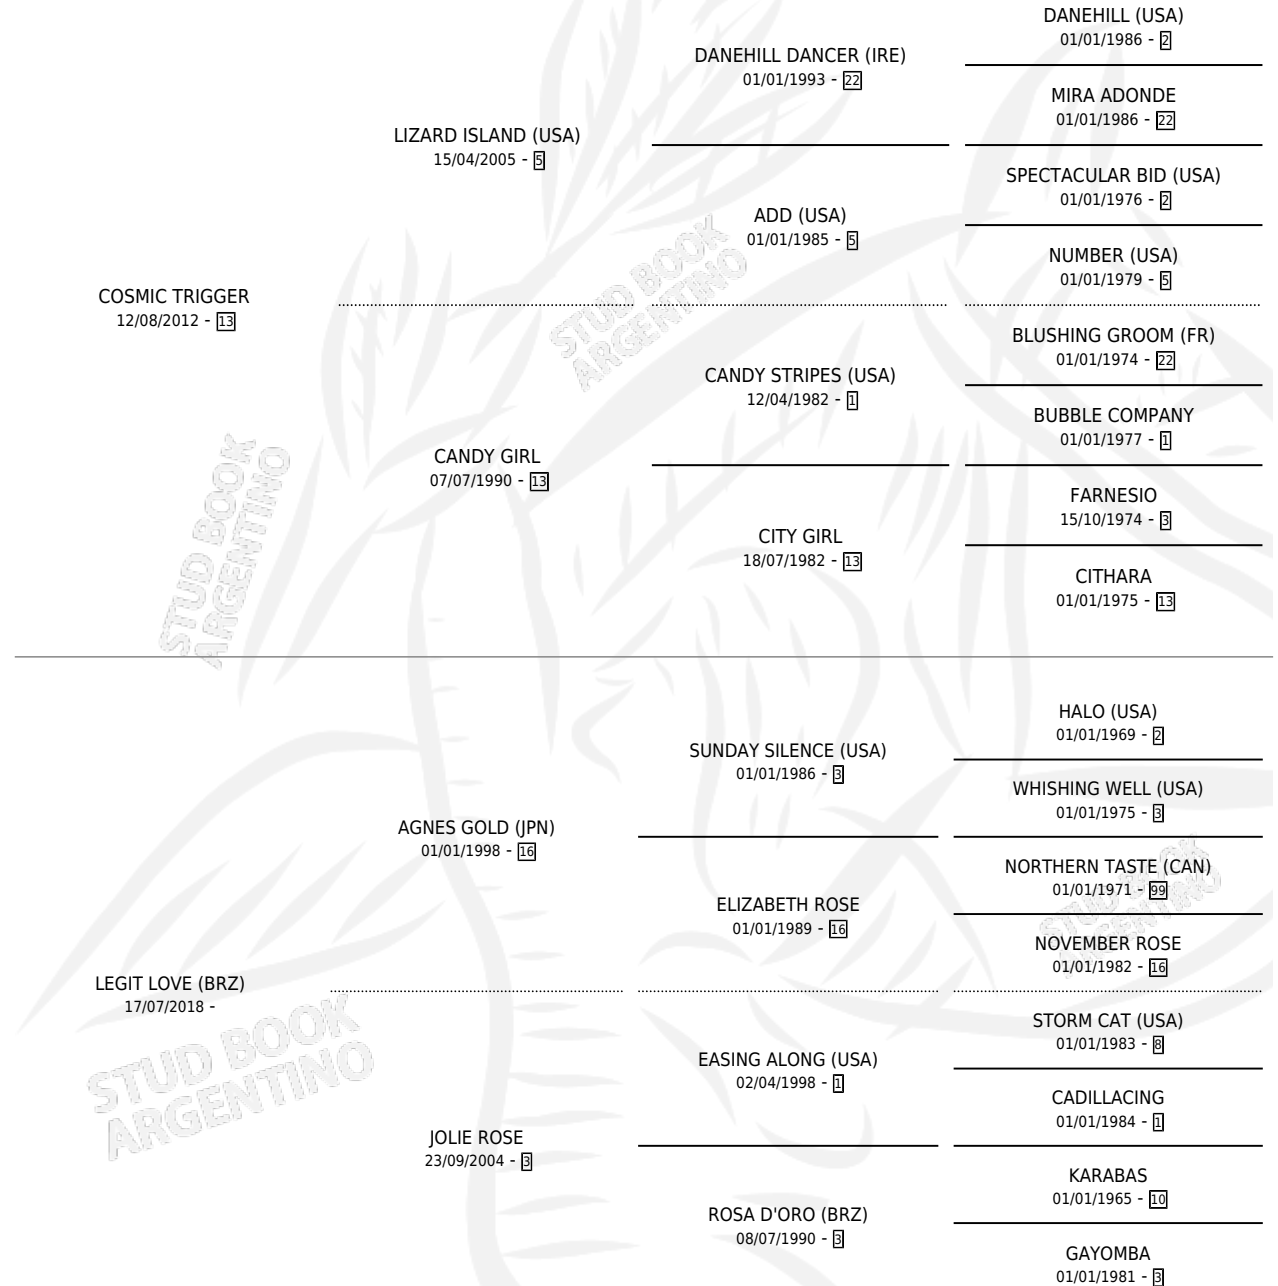 DANEHILL (USA)
01/01/1986 - 2
DANEHILL DANCER (IRE)
01/01/1993 - 22
MIRA ADONDE
01/01/1986 - 22
LIZARD ISLAND (USA)
15/04/2005 - 5
SPECTACULAR BID (USA)
01/01/1976 - 2
ADD (USA)
01/01/1985 - 5
NUMBER (USA)
01/01/1979 - 5
COSMIC TRIGGER
12/08/2012 - 13
BLUSHING GROOM (FR)
01/01/1974 - 22
CANDY STRIPES (USA)
12/04/1982 - 1
BUBBLE COMPANY
01/01/1977 - 1
CANDY GIRL
07/07/1990 - 13
FARNESIO
15/10/1974 - 3
CITY GIRL
18/07/1982 - 13
CITHARA
01/01/1975 - 13
HALO (USA)
01/01/1969 - 2
SUNDAY SILENCE (USA)
01/01/1986 - 3
WHISHING WELL (USA)
01/01/1975 - 3
AGNES GOLD (JPN)
01/01/1998 - 16
NORTHERN TASTE (CAN)
01/01/1971 - 99
ELIZABETH ROSE
01/01/1989 - 16
NOVEMBER ROSE
01/01/1982 - 16
LEGIT LOVE (BRZ)
17/07/2018 -
STORM CAT (USA)
01/01/1983 - 8
EASING ALONG (USA)
02/04/1998 - 1
CADILLACING
01/01/1984 - 1
JOLIE ROSE
23/09/2004 - 3
KARABAS
01/01/1965 - 10
ROSA D'ORO (BRZ)
08/07/1990 - 3
GAYOMBA
01/01/1981 - 3
STUD BOOK
ARGENTINO
STUD BOOK
ARGENTINO
STUD BOOK
ARGENTINO
STUD BOOK
ARGENTINO